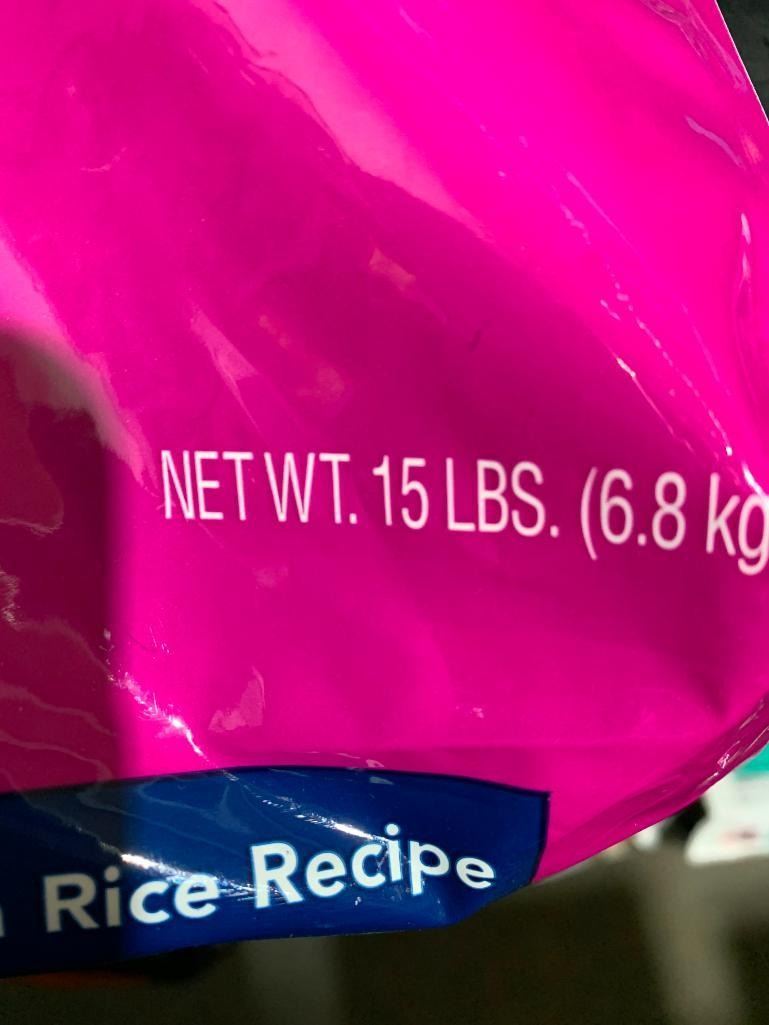 NET WT. 15 LBS. (6.8 kg
Rice Recipe